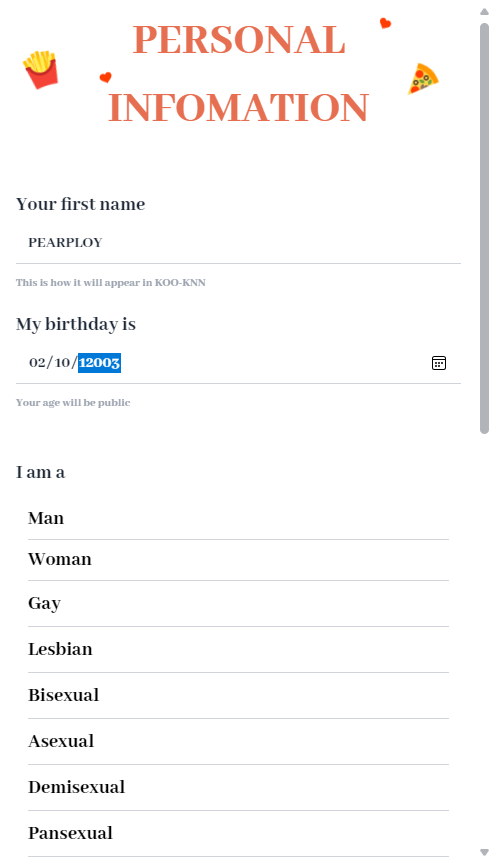 PERSONAL
INFOMATION
Your first name
PEARPLOY
This is how it will appear in KOO-KNN
My birthday is
02/10/12003
Your age will be public
I am a
Man
Woman
Gay
Lesbian
Bisexual
Asexual
Demisexual
Pansexual